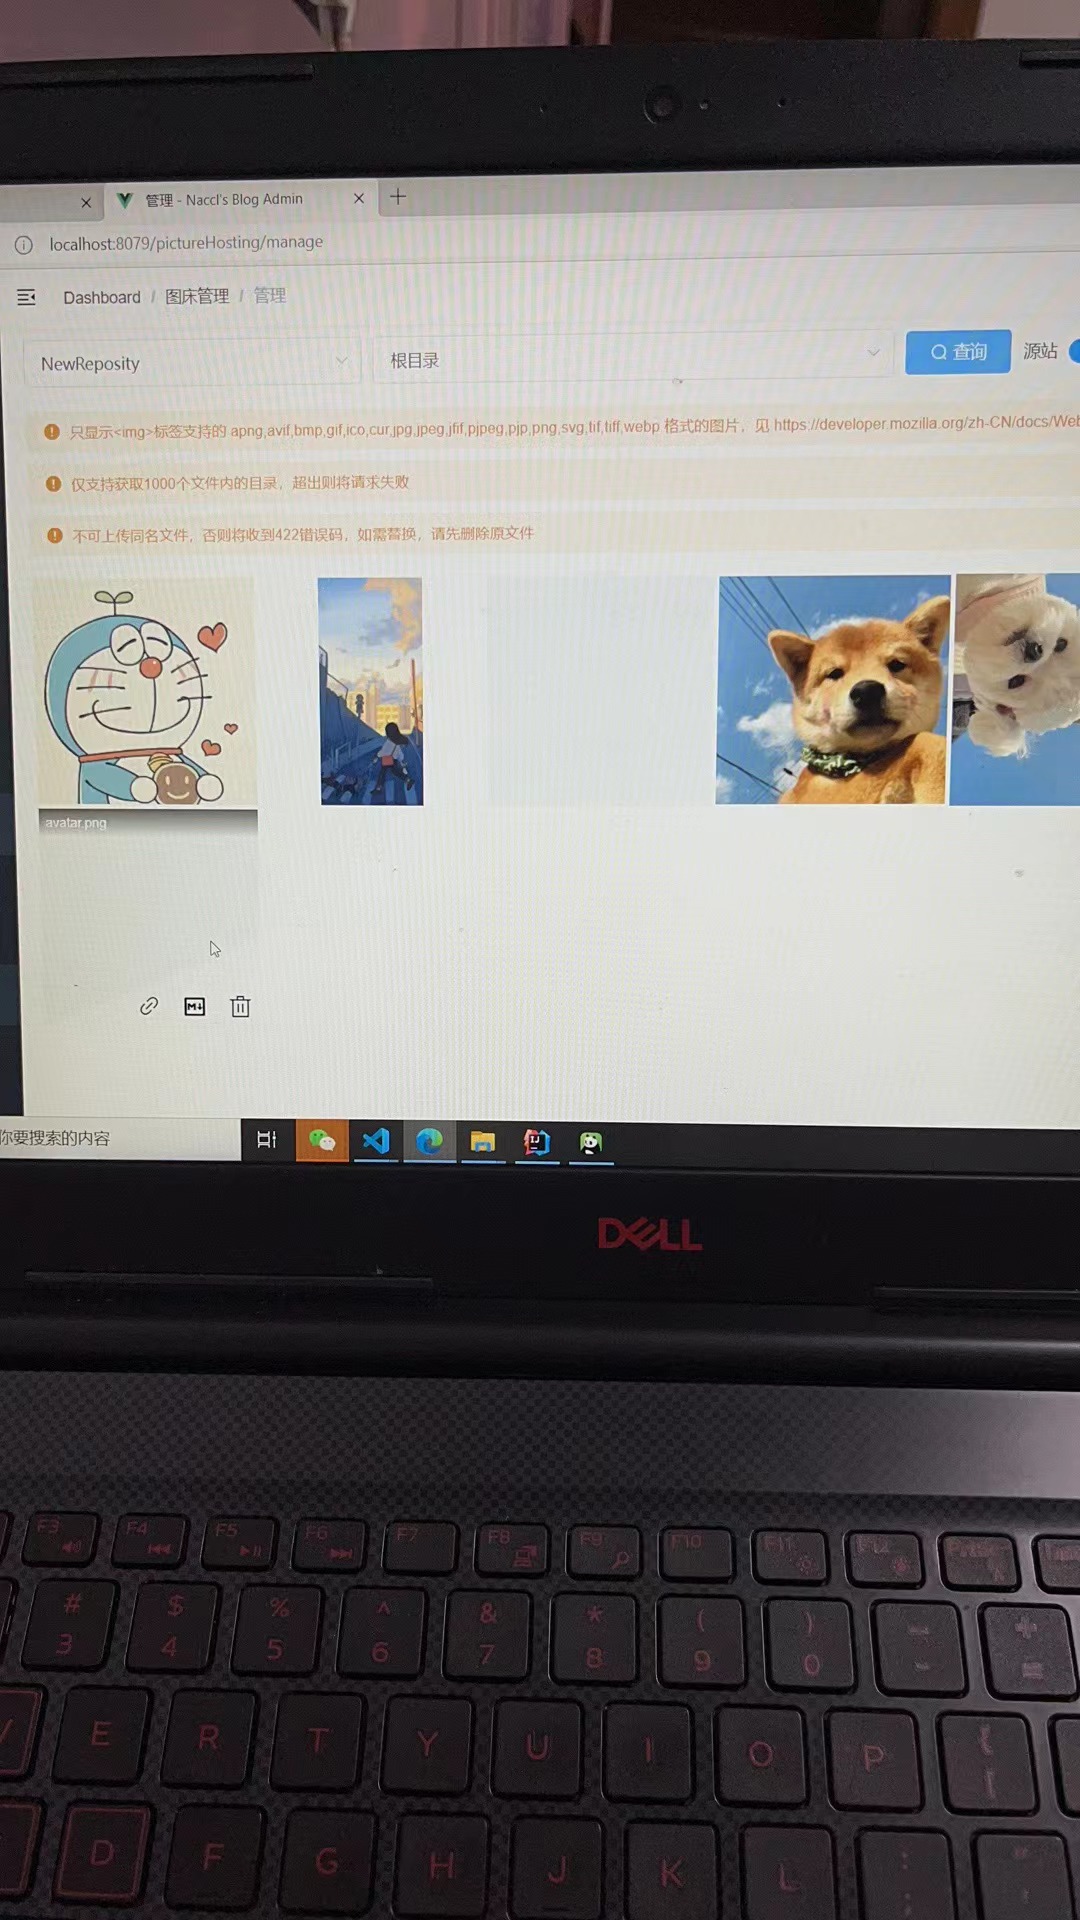 管理 - Naccl's Blog Admin
localhost:8079/pictureHosting/manage
Dashboard / 图床管理 / 管理
NewReposity
根目录
查询
源站
只显示<img>标签支持的 apng,avif,bmp,gif,ico,cur,jpg,jpeg,jfif,pjpeg,pjp,png,svg,tif,tiff,webp 格式的图片，见 https://developer.mozilla.org/zh-CN/docs/Web
仅支持获取1000个文件内的目录，超出则将请求失败
不可上传同名文件，否则将收到422错误码，如需替换，请先删除原文件
avatar.png
M↓
你要搜索的内容
IJ
DELL
F3 F4 F5 F6 F7 F8 F9 F10 F11 F12
# $ % ^ & * ( )
3 4 5 6 7 8 9 0
E R T Y U I O P
D F G H J K L